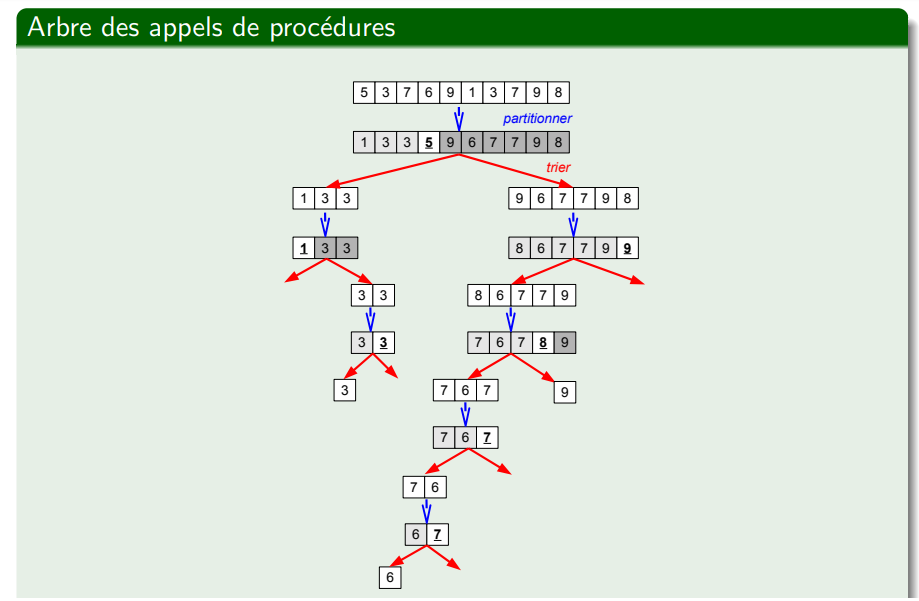 Arbre des appels de procédures
5 3 7 6 9 1 3 7 9 8
partitionner
1 3 3 5 9 6 7 7 9 8
trier
1 3 3
9 6 7 7 9 8
1 3 3
8 6 7 7 9 9
3 3
8 6 7 7 9
3 3
7 6 7 8 9
3
7 6 7
9
7 6 7
7 6
6 7
6